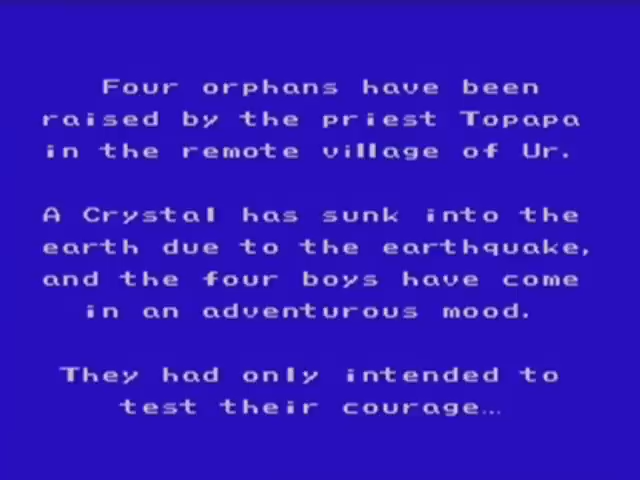 Four orphans have been
raised by the priest Topapa
in the remote village of Ur.
A Crystal has sunk into the
earth due to the earthquake,
and the four boys have come
in an adventurous mood.
They had only intended to
test their courage…